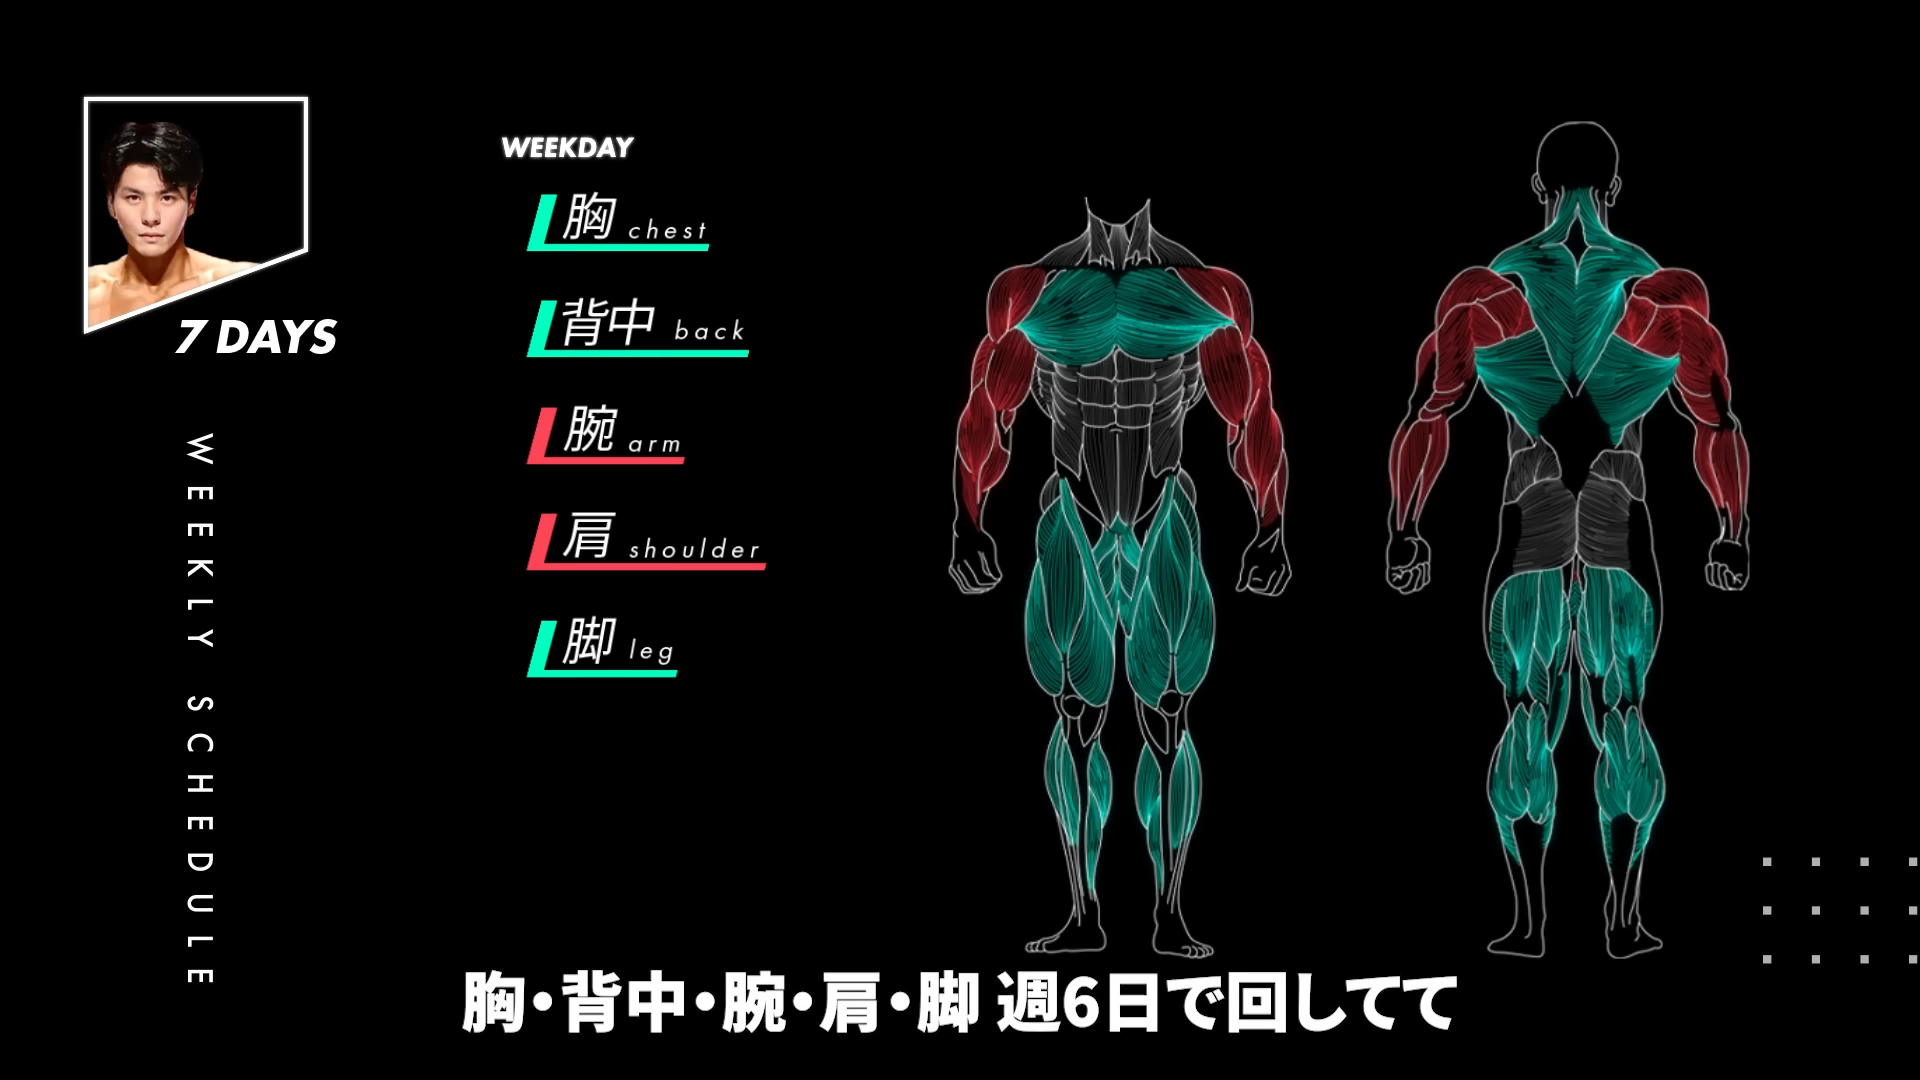 7 DAYS
WEEKLY SCHEDULE
WEEKDAY
胸 chest
背中 back
腕 arm
肩 shoulder
脚 leg
胸・背中・腕・肩・脚 週6日で回してて